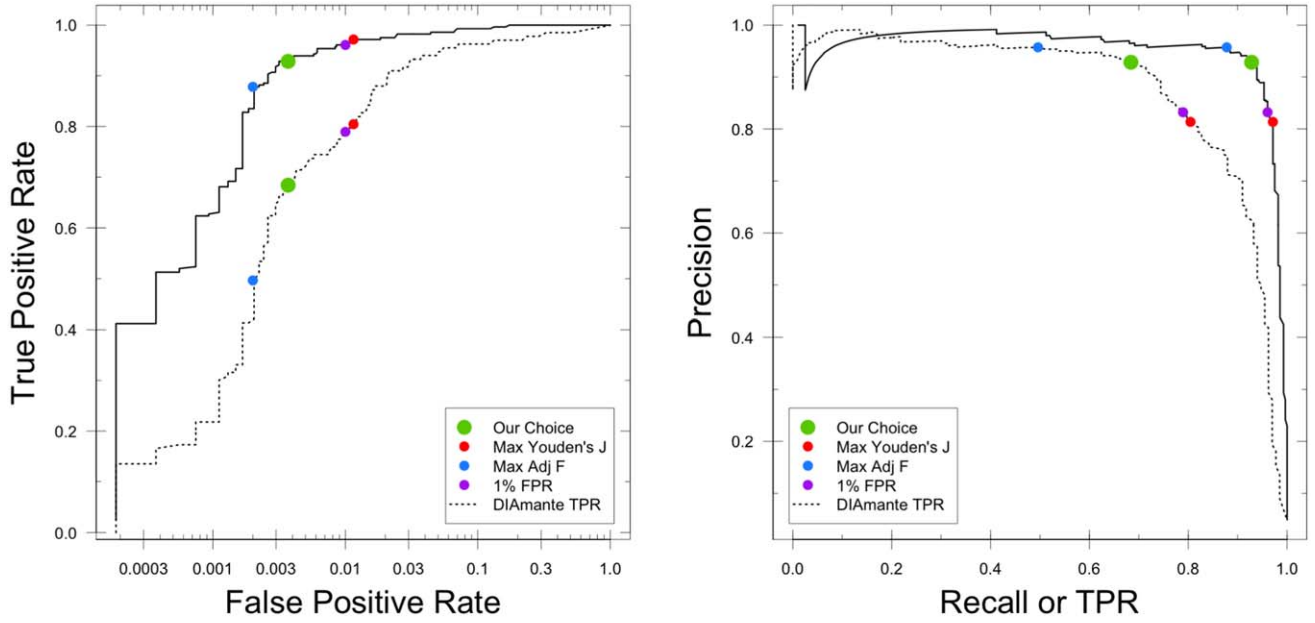 1.0
0.8
0.6
0.4
0.2
0.0
True Positive Rate
0.0003
0.001
0.003
0.01
0.03
0.1
0.3
1.0
False Positive Rate
Our Choice
Max Youden's J
Max Adj F
1% FPR
DIAmante TPR
1.0
0.8
0.6
0.4
0.2
Precision
0.0
0.2
0.4
0.6
0.8
1.0
Recall or TPR
Our Choice
Max Youden's J
Max Adj F
1% FPR
DIAmante TPR